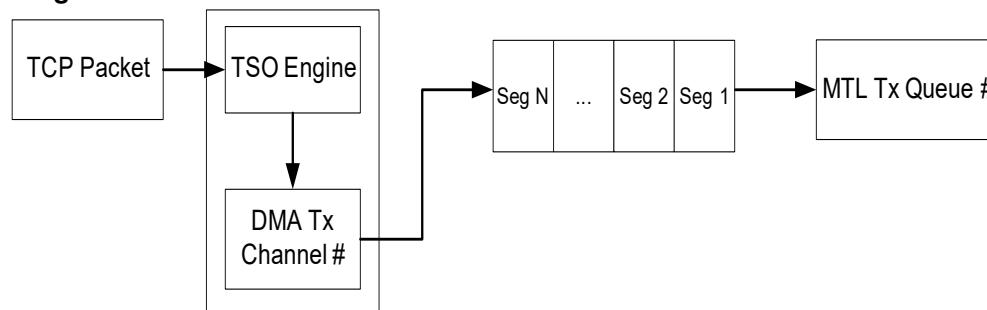 TCP Packet
TSO Engine
Seg N
...
Seg 2
Seg 1
MTL Tx Queue #
DMA Tx
Channel #